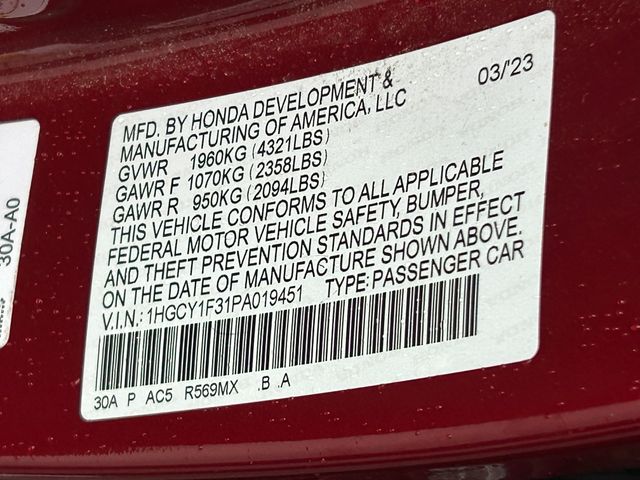 MFD. BY HONDA DEVELOPMENT & 03/'23
MANUFACTURING OF AMERICA, LLC
GVWR 1960KG (4321LBS)
GAWR F 1070KG (2358LBS)
GAWR R 950KG (2094LBS)
THIS VEHICLE CONFORMS TO ALL APPLICABLE
FEDERAL MOTOR VEHICLE SAFETY, BUMPER,
AND THEFT PREVENTION STANDARDS IN EFFECT
ON THE DATE OF MANUFACTURE SHOWN ABOVE.
V.I.N.: 1HGCY1F31PA019451 TYPE: PASSENGER CAR
30A P AC5 R569MX .B .A
30A-A0